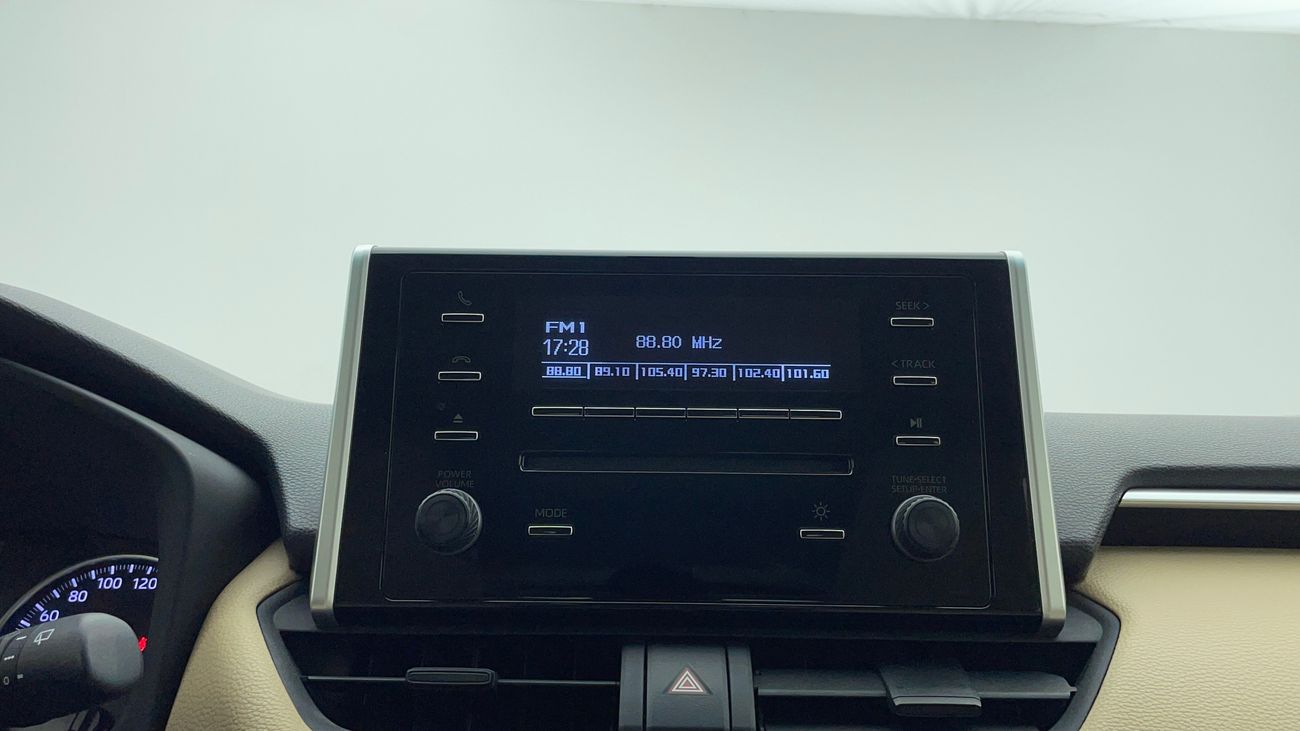 SEEK >
FM1
17:28
88.80 MHz
88.80 89.10 105.40 97.30 102.40 101.60
< TRACK
POWER
VOLUME
TUNE•SELECT
SETUP•ENTER
MODE
60 80 100 120
0